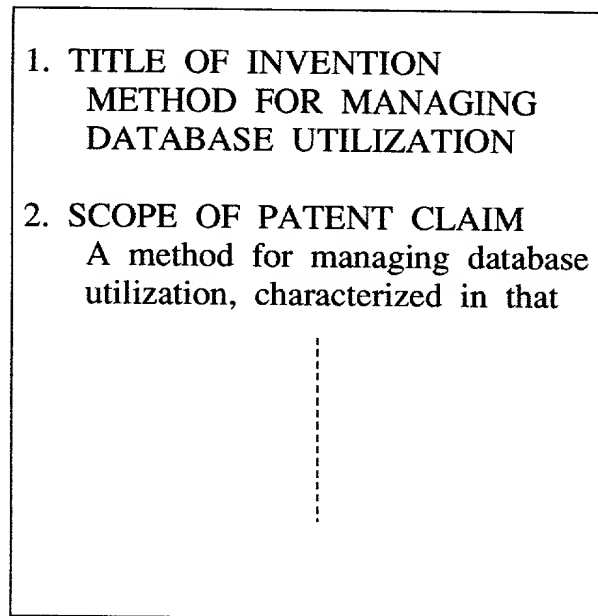 1. TITLE OF INVENTION
METHOD FOR MANAGING
DATABASE UTILIZATION
2. SCOPE OF PATENT CLAIM
A method for managing database
utilization, characterized in that